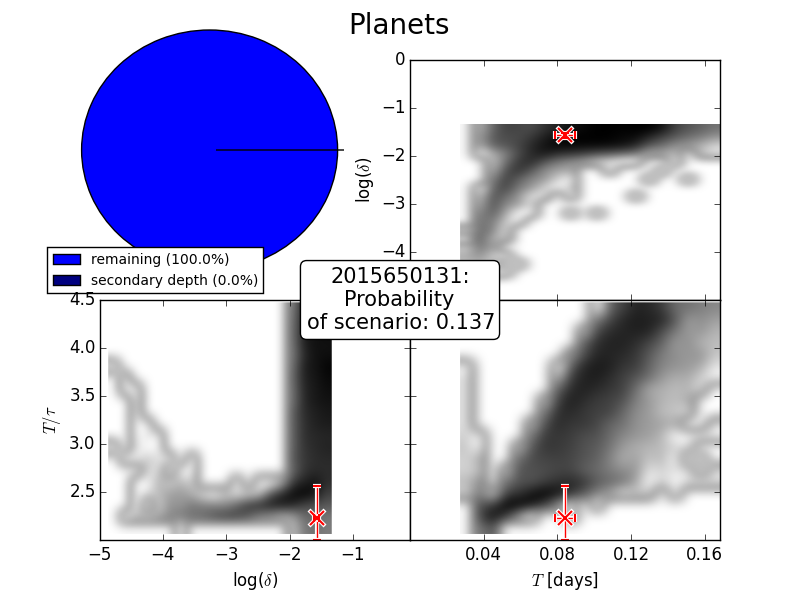 Planets
remaining (100.0%)
secondary depth (0.0%)
0
−1
−2
−3
−4
log(δ)
2015650131:
Probability
of scenario: 0.137
4.5
4.0
3.5
3.0
2.5
T/τ
−5
−4
−3
−2
−1
log(δ)
0.04
0.08
0.12
0.16
T [days]